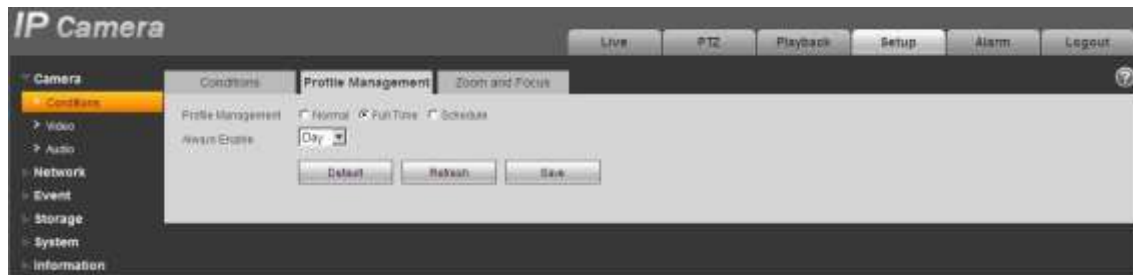 IP Camera
Live PTZ Playback Setup Alarm Logout
Camera
Conditions
Video
Audio
Network
Event
Storage
System
Information
Conditions Profile Management Zoom and Focus
Profile Management Normal Full Time Schedule
Always Enable Day
Default Refresh Save